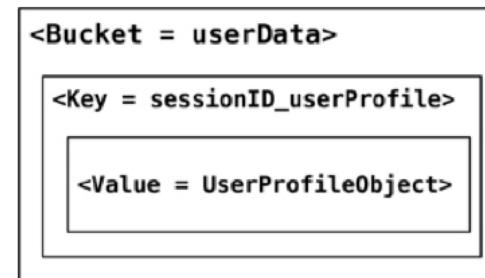 <Bucket = userData>
<Key = sessionID_userProfile>
<Value = UserProfileObject>